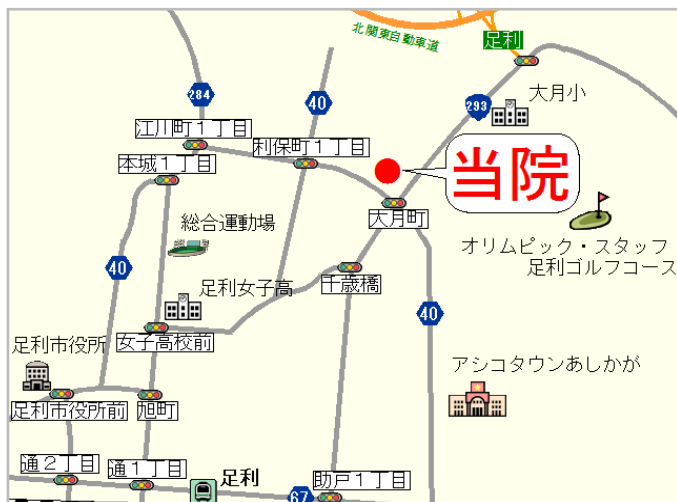 北関東自動車道
足利
284
40
293
大月小
江川町１丁目
利保町１丁目
本城１丁目
当院
大月町
総合運動場
オリムピック・スタッフ
足利ゴルフコース
40
足利女子高
千歳橋
40
足利市役所
女子高校前
アシコタウンあしかが
足利市役所前
旭町
通２丁目
通１丁目
足利
67
助戸１丁目